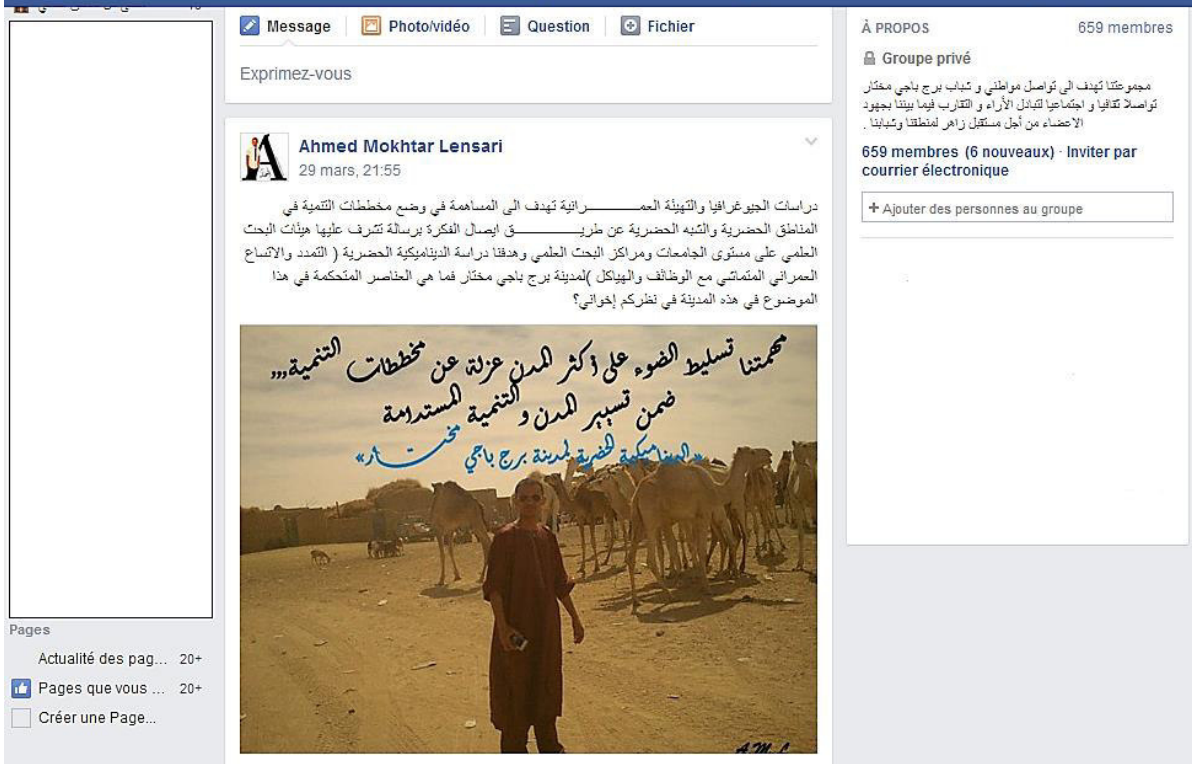 Message Photo/vidéo Question Fichier
Exprimez-vous
Ahmed Mokhtar Lensari
29 mars, 21:55
دراسات الجيوغرافيا والتهيئة العمـــــــــرانية تهدف الى المساهمة في وضع مخططات التنمية في
المناطق الحضرية والشبه الحضرية عن طريـــــــــق ايصال الفكرة برسالة تشرف عليها هيئات البحث
العلمي على مستوى الجامعات ومراكز البحث العلمي وهدفنا دراسة الديناميكية الحضرية ( التمدد والاتساع
العمراني المتماشي مع الوظائف والهياكل )لمدينة برج باجي مختار فما هي العناصر المتحكمة في هذا
الموضوع في هذه المدينة في نظركم إخواني؟
مهمتنا تسليط الضوء على أكثر المدن عزلة عن مخططات التنمية,,,
ضمن تسيير المدن و التنمية المستدامة
«الديناميكية الحضرية لمدينة برج باجي مختـــار»
A.M.L
À PROPOS 659 membres
Groupe privé
مجموعتنا تهدف الى تواصل مواطني و شباب برج باجي مختار
تواصلا ثقافيا و اجتماعيا لتبادل الأراء و التقارب فيما بيننا بجهود
الاعضاء من أجل مستقبل زاهر لمنطقتنا وشبابنا .
659 membres (6 nouveaux) · Inviter par
courrier électronique
+ Ajouter des personnes au groupe
Pages
Actualité des pag... 20+
Pages que vous ... 20+
Créer une Page...